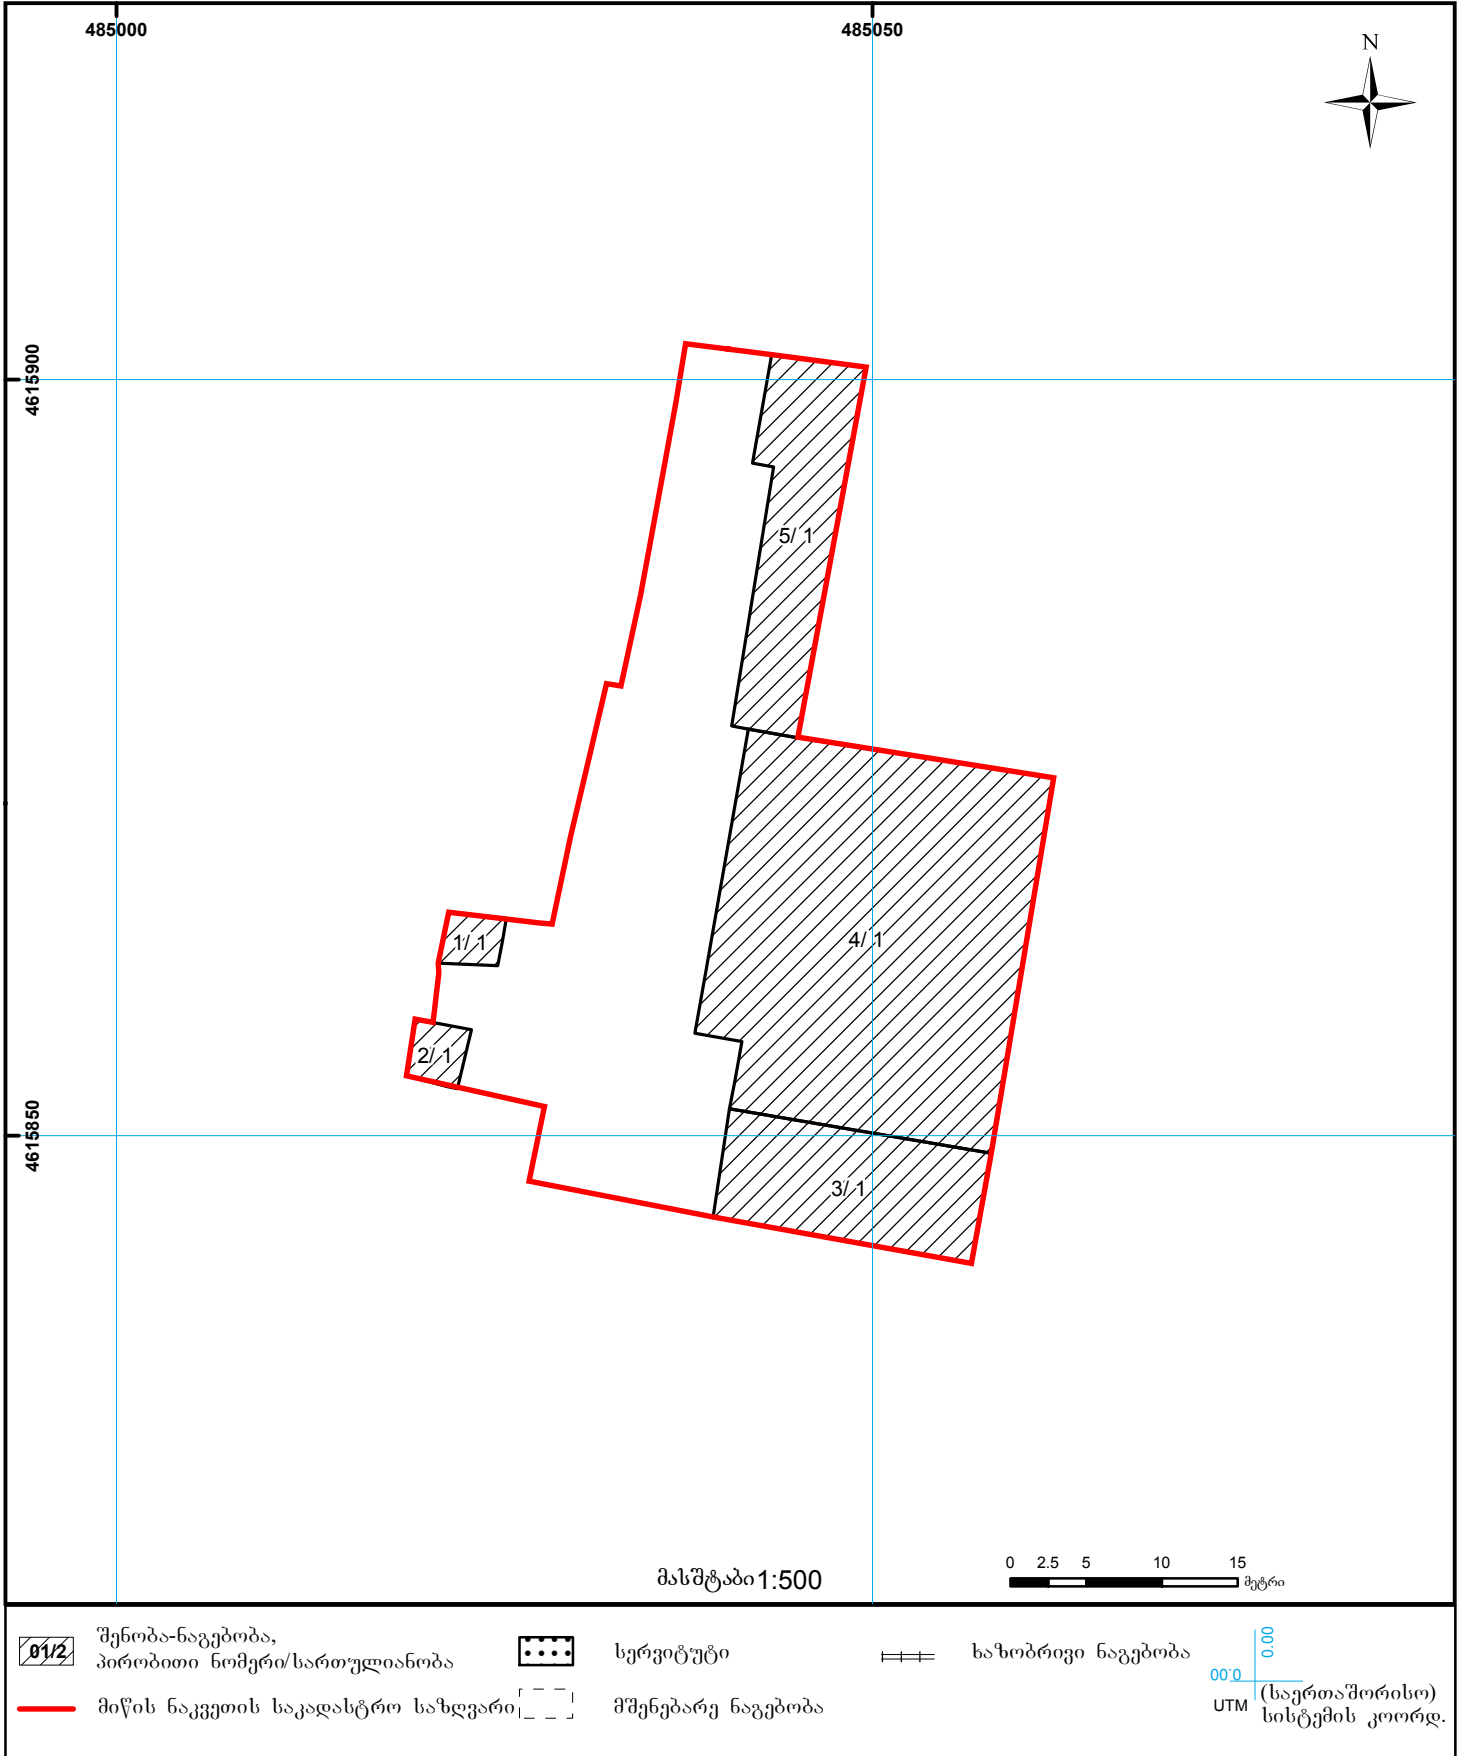 485000
485050
N
4615900
5/ 1
4/ 1
1/ 1
2/ 1
4615850
3/ 1
მასშტაბი 1:500
0 2.5 5 10 15
მეტრი
01/2
შენობა-ნაგებობა,
პირობითი ნომერი/სართულიანობა
სერვიტუტი
ხაზობრივი ნაგებობა
00.0
00.0
მიწის ნაკვეთის საკადასტრო საზღვარი
მშენებარე ნაგებობა
UTM (საერთაშორისო)
სისტემის კოორდ.